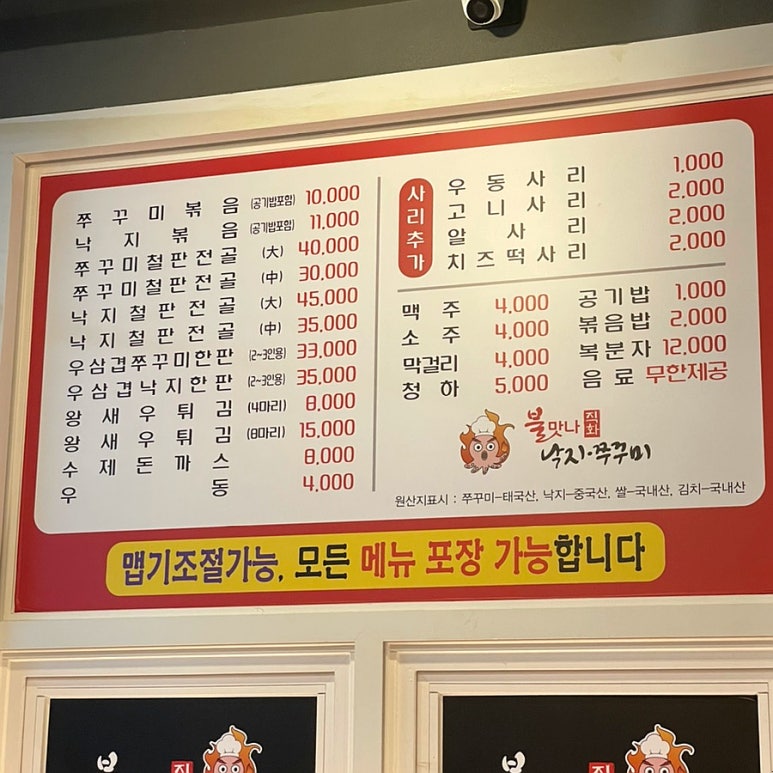 쭈꾸미볶음 (공기밥포함) 10,000
낙지볶음 (공기밥포함) 11,000
쭈꾸미철판전골 (大) 40,000
쭈꾸미철판전골 (中) 30,000
낙지철판전골 (大) 45,000
낙지철판전골 (中) 35,000
우삼겹쭈꾸미한판 (2~3인용) 33,000
우삼겹낙지한판 (2~3인용) 35,000
왕새우튀김 (4마리) 8,000
왕새우튀김 (8마리) 15,000
수제돈까스 8,000
우동 4,000
사리추가
우동사리 1,000
고니사리 2,000
알사리 2,000
치즈떡사리 2,000
맥주 4,000 공기밥 1,000
소주 4,000 볶음밥 2,000
막걸리 4,000 복분자 12,000
청하 5,000 음료 무한제공
불맛나 직화
낙지·쭈꾸미
원산지표시 : 쭈꾸미-태국산, 낙지-중국산, 쌀-국내산, 김치-국내산
맵기조절가능, 모든 메뉴 포장 가능합니다